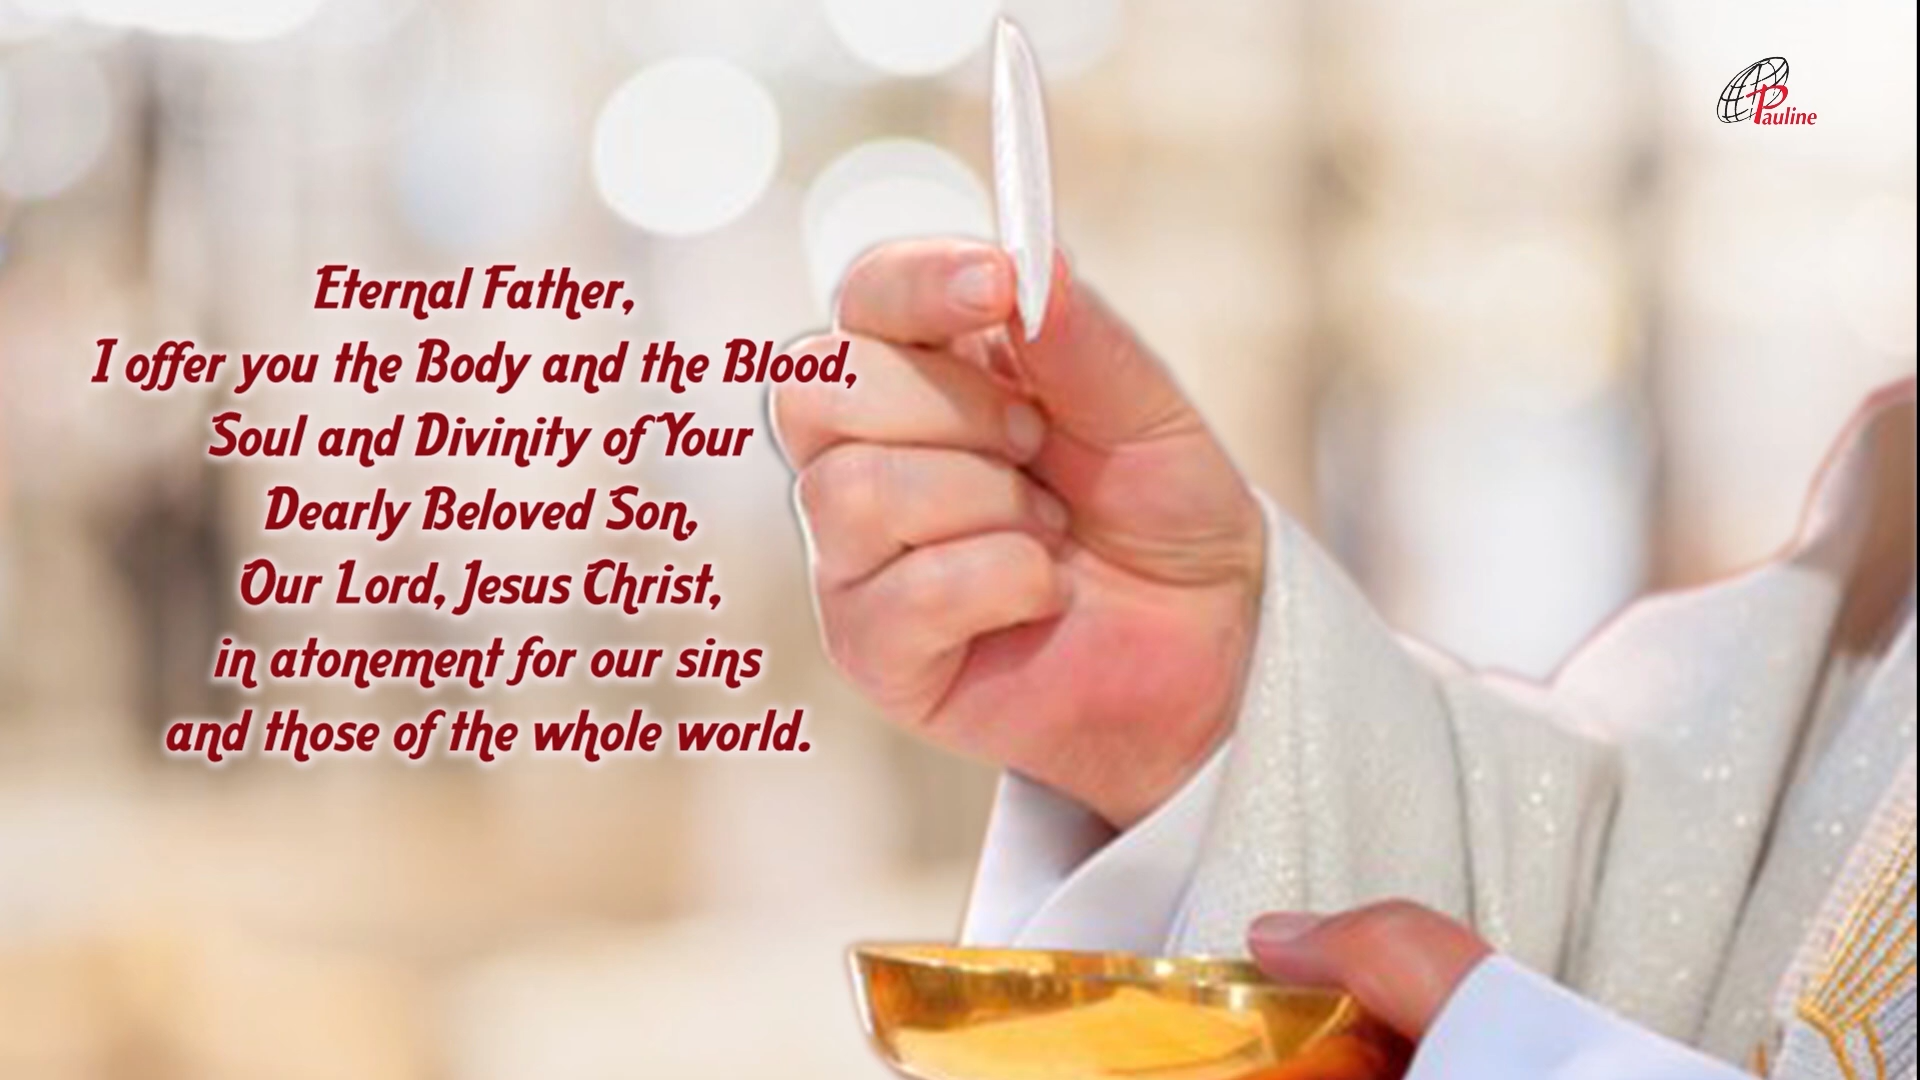 Pauline
Eternal Father,
I offer you the Body and the Blood,
Soul and Divinity of Your
Dearly Beloved Son,
Our Lord, Jesus Christ,
in atonement for our sins
and those of the whole world.